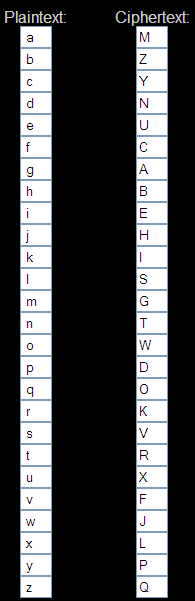 Plaintext: Ciphertext:
a M
b Z
c Y
d N
e U
f C
g A
h B
i E
j H
k I
l S
m G
n T
o W
p D
q O
r K
s V
t R
u X
v F
w J
x L
y P
z Q